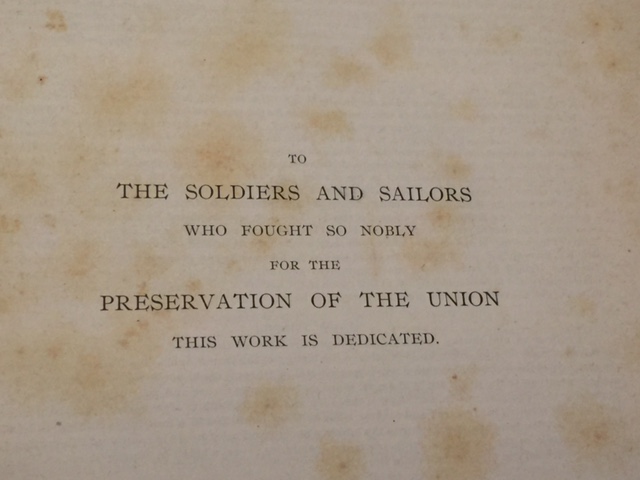 TO
THE SOLDIERS AND SAILORS
WHO FOUGHT SO NOBLY
FOR THE
PRESERVATION OF THE UNION
THIS WORK IS DEDICATED.